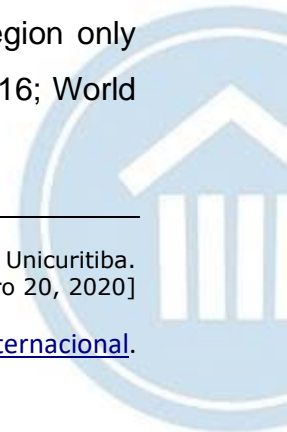 egion only
16; World
Unicuritiba.
ro 20, 2020]
ternacional.